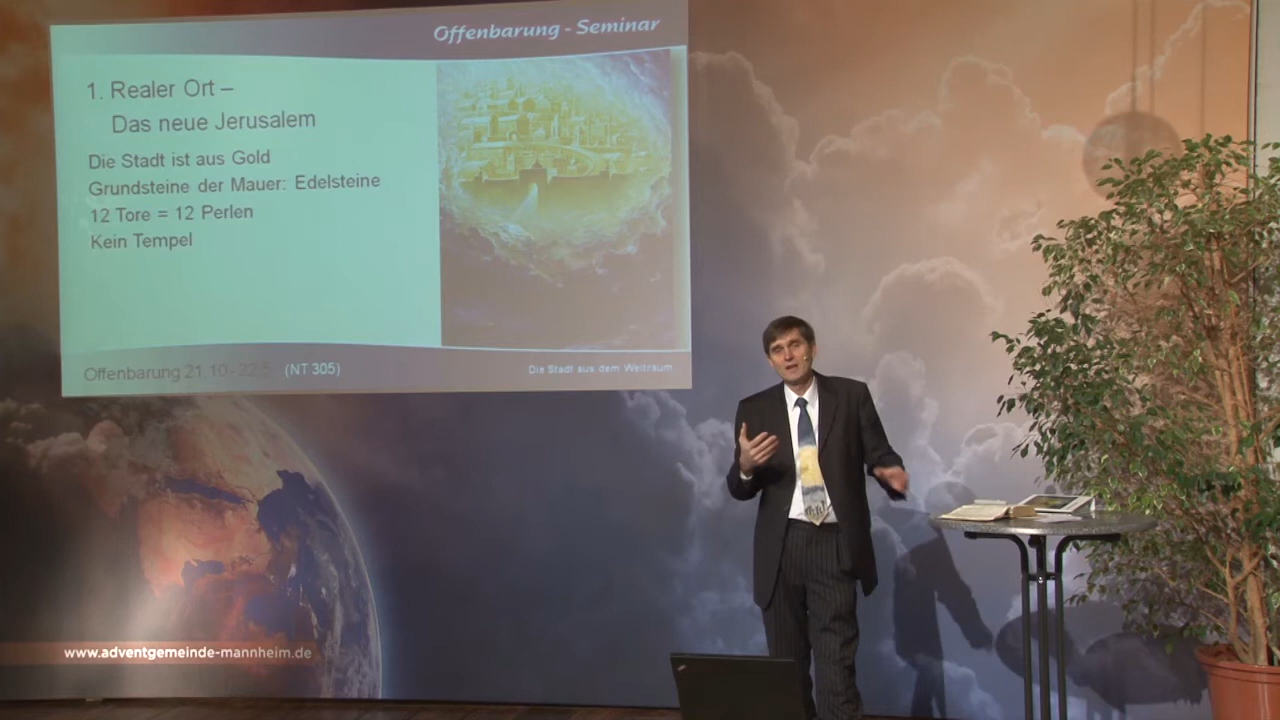 Offenbarung - Seminar
1. Realer Ort –
Das neue Jerusalem
Die Stadt ist aus Gold
Grundsteine der Mauer: Edelsteine
12 Tore = 12 Perlen
Kein Tempel
Offenbarung 21,10-22,5 (NT 305)
Die Stadt aus dem Weltraum
www.adventgemeinde-mannheim.de